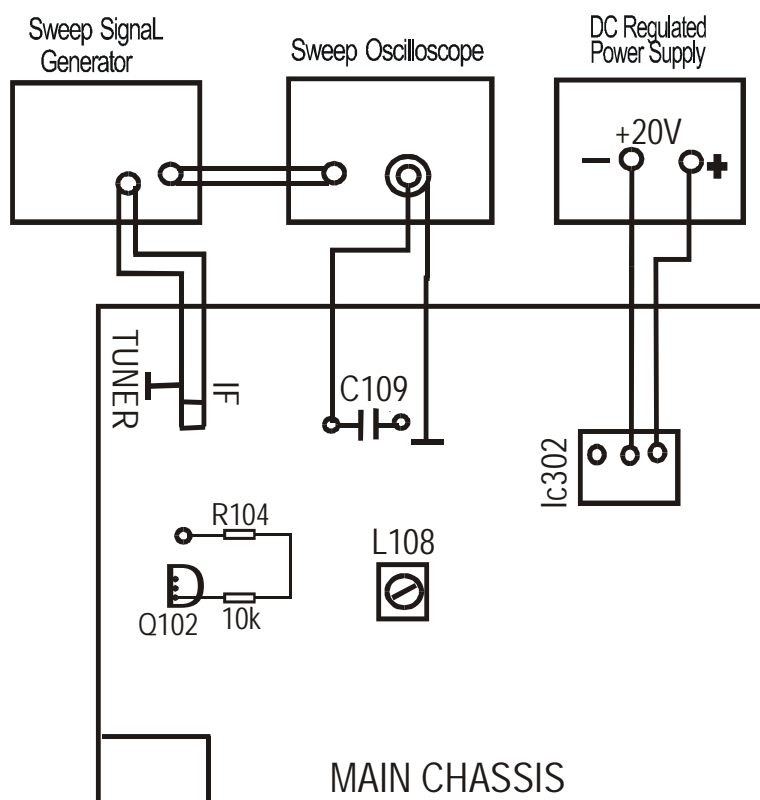 Sweep SignaL
Generator
Sweep Oscilloscope
DC Regulated
Power Supply
+20V
− +
TUNER
IF
C109
Ic302
R104
Q102
10k
L108
MAIN CHASSIS